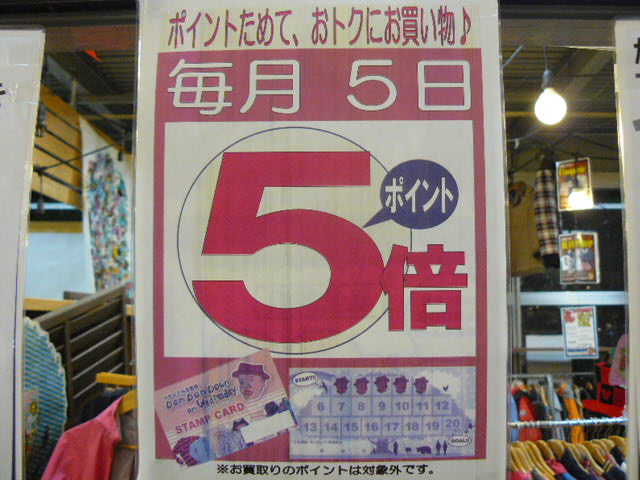 ポイントためて、おトクにお買い物♪
毎月 5日
5倍
ポイント
Don Don Down
on Wednesday
STAMP CARD
START!!
6 7 8 9 10 11 12
13 14 15 16 17 18 19 20
GOAL!!
※お買取りのポイントは対象外です。